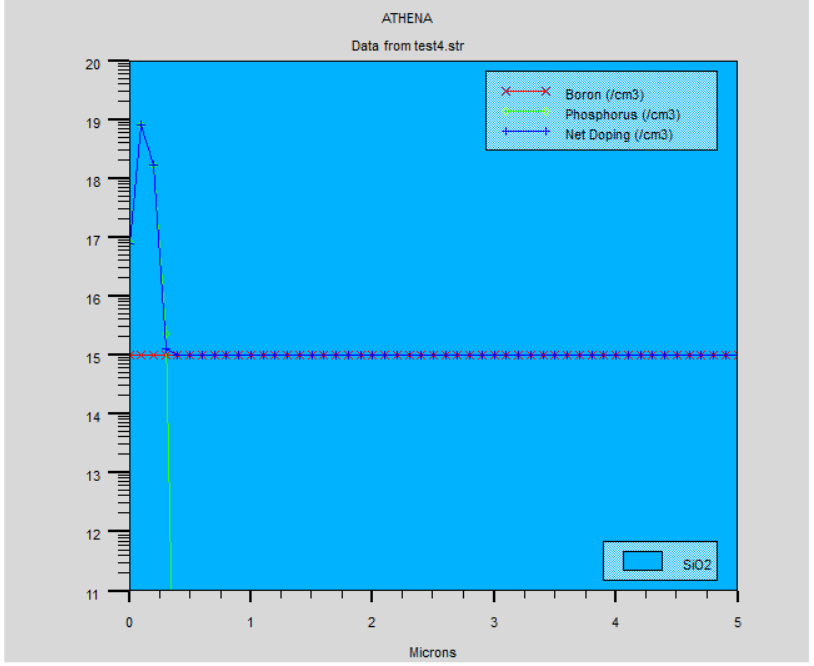 ATHENA
Data from test4.str
20
19
18
17
16
15
14
13
12
11
Boron (/cm3)
Phosphorus (/cm3)
Net Doping (/cm3)
SiO2
0 1 2 3 4 5
Microns